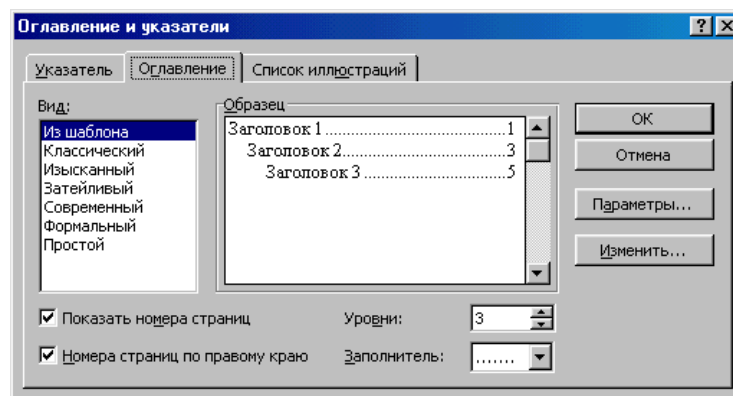 Оглавление и указатели
Указатель Оглавление Список иллюстраций
Вид:
Из шаблона
Классический
Изысканный
Затейливый
Современный
Формальный
Простой
Образец
Заголовок 1..............................1
Заголовок 2..........................3
Заголовок 3.......................5
ОК
Отмена
Параметры...
Изменить...
Показать номера страниц
Номера страниц по правому краю
Уровни: 3
Заполнитель: .......